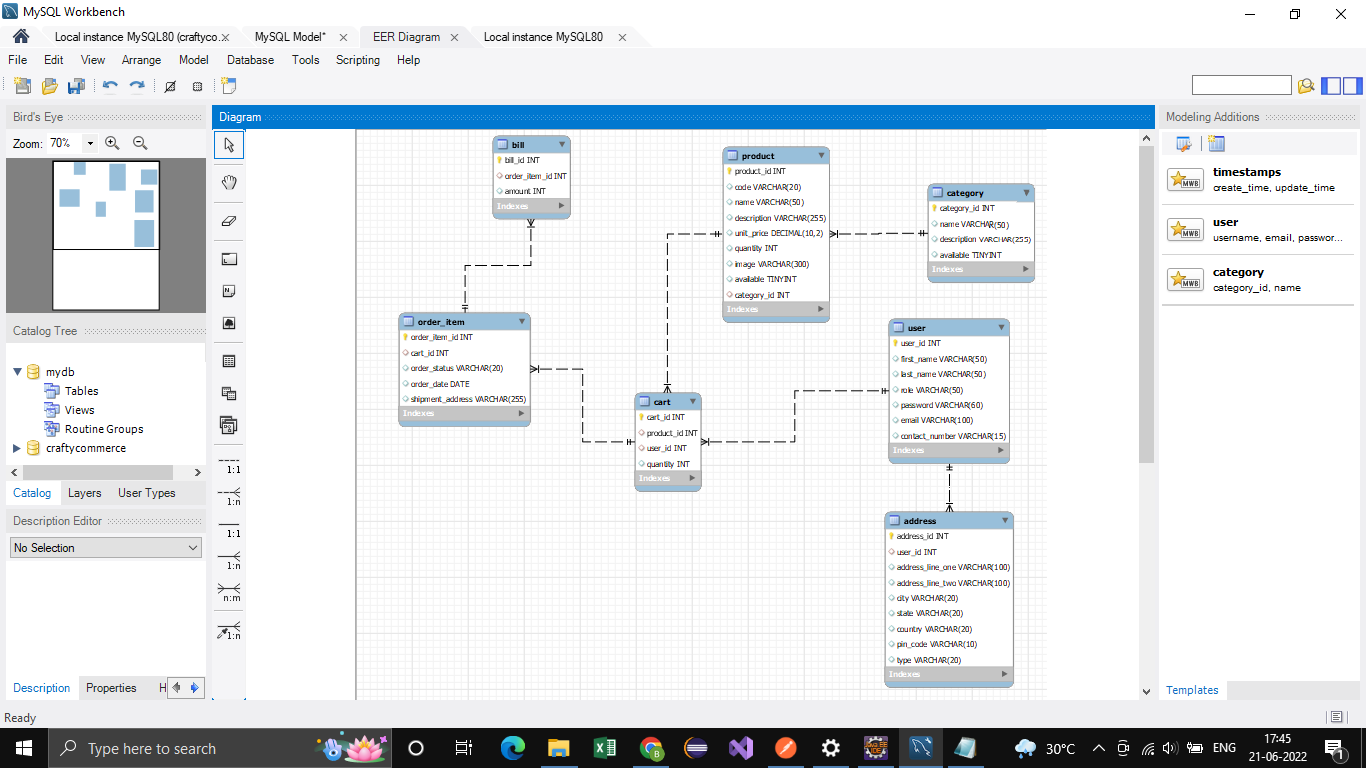 MySQL Workbench
Local instance MySQL80 (craftyco.
MySQL Model*
EER Diagram
Local instance MySQL80
File Edit View Arrange Model Database Tools Scripting Help
Bird's Eye
Zoom: 70%
Catalog Tree
mydb
Tables
Views
Routine Groups
craftycommerce
Catalog Layers User Types
Description Editor
No Selection
Description Properties H
Diagram
1:1
1:n
1:1
1:n
n:m
1:n
bill
bill_id INT
order_item_id INT
amount INT
Indexes
product
product_id INT
code VARCHAR(20)
name VARCHAR(50)
description VARCHAR(255)
unit_price DECIMAL(10,2)
quantity INT
image VARCHAR(300)
available TINYINT
category_id INT
Indexes
category
category_id INT
name VARCHAR(50)
description VARCHAR(255)
available TINYINT
Indexes
order_item
order_item_id INT
cart_id INT
order_status VARCHAR(20)
order_date DATE
shipment_address VARCHAR(255)
Indexes
cart
cart_id INT
product_id INT
user_id INT
quantity INT
Indexes
user
user_id INT
first_name VARCHAR(50)
last_name VARCHAR(50)
role VARCHAR(50)
password VARCHAR(60)
email VARCHAR(100)
contact_number VARCHAR(15)
Indexes
address
address_id INT
user_id INT
address_line_one VARCHAR(100)
address_line_two VARCHAR(100)
city VARCHAR(20)
state VARCHAR(20)
country VARCHAR(20)
pin_code VARCHAR(10)
type VARCHAR(20)
Indexes
Modeling Additions
MWB
timestamps
create_time, update_time
MWB
user
username, email, passwor...
MWB
category
category_id, name
Templates
Ready
Type here to search
30°C
ENG
17:45
21-06-2022
1